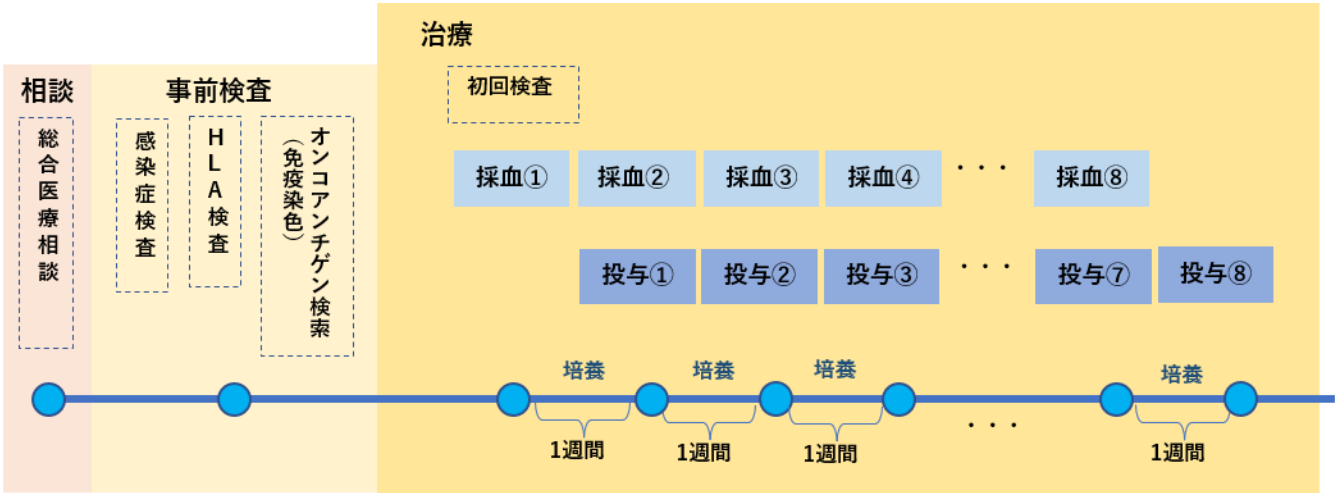 相談
総合医療相談
事前検査
感染症検査
HLA検査
オンコアンチゲン検索
(免疫染色)
治療
初回検査
採血①
採血②
採血③
採血④
・・・
採血⑧
投与①
投与②
投与③
・・・
投与⑦
投与⑧
培養
培養
培養
培養
1週間
1週間
1週間
・・・
1週間